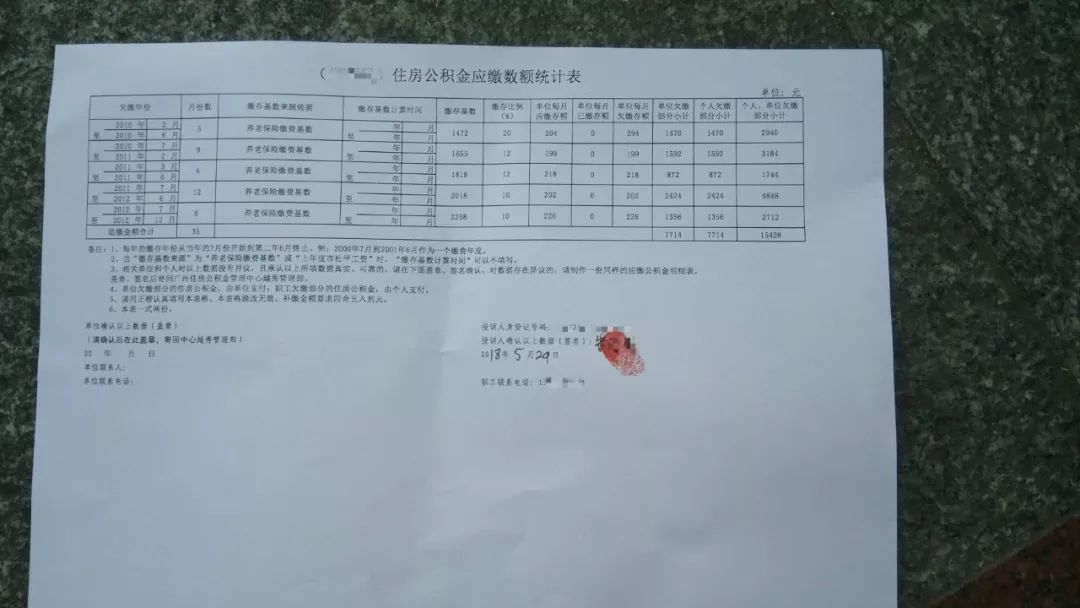 住房公积金应缴数额统计表
单位：元
欠缴年份 月份数 缴存基数来源依据 缴存基数计算时间 缴存基数 缴存比例(%) 单位每月应缴存额 单位每月已缴存额 单位每月欠缴存额 单位欠缴部分小计 个人欠缴部分小计 个人、单位欠缴部分小计
2010 年 2 月 至 2010 年 6 月 5 养老保险缴费基数 年 月 至 年 月 1472 20 294 0 294 1470 1470 2940
2010 年 7 月 至 2011 年 2 月 8 养老保险缴费基数 年 月 至 年 月 1655 12 199 0 199 1592 1592 3184
2011 年 3 月 至 2011 年 6 月 4 养老保险缴费基数 年 月 至 年 月 1818 12 218 0 218 872 872 1744
2011 年 7 月 至 2012 年 6 月 12 养老保险缴费基数 年 月 至 年 月 2018 10 202 0 202 2424 2424 4848
2012 年 7 月 至 2012 年 12 月 6 养老保险缴费基数 年 月 至 年 月 2258 10 226 0 226 1356 1356 2712
追缴金额合计 35 7714 7714 15428
备注：1、每年的缴存年份从当年的7月份开始到第二年6月终止。例：2000年7月到2001年6月作为一个缴费年度。
2、当“缴存基数来源”为“养老保险缴费基数”或“上年度市社平工资”时，“缴存基数计算时间”可以不填写。
3、相关单位和个人对以上数据没有异议，且承认以上所填数据真实、可靠的，请在下面盖章、签名确认。对数据存在异议的，请制作一份同样的应缴公积金明细表，
盖章、签名后寄回广州住房公积金管理中心越秀管理部。
4、单位欠缴部分的住房公积金，由单位支付；职工欠缴部分的住房公积金，由个人支付。
5、请用正楷认真填写本表格。本表格涂改无效。补缴金额要求四舍五入到元。
6、本表一式两份。
单位确认以上数据（盖章）
（请确认后在此盖章，寄回中心越秀管理部）
20 年 月 日
单位联系人：
单位联系电话：
投诉人身份证号码：
投诉人确认以上数据（签名）：
2018年5月29日
职工联系电话：